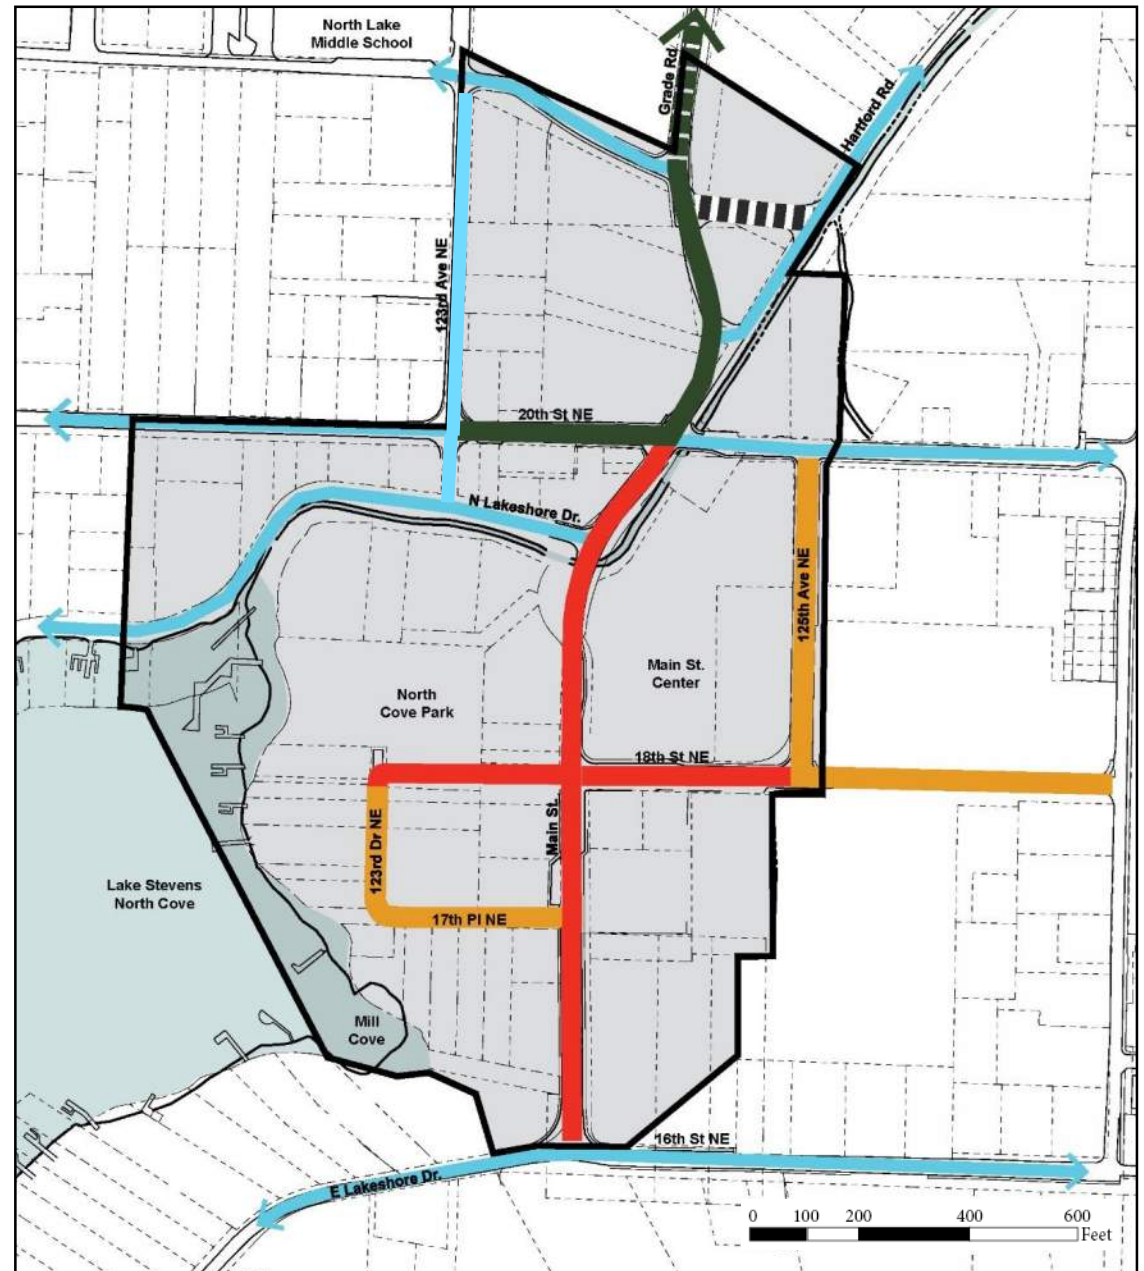 North Lake
Middle School
Grade Rd.
Hartford Rd.
123rd Ave NE
20th St NE
N Lakeshore Dr.
125th Ave NE
Main St.
Center
North
Cove Park
18th St NE
Main St.
123rd Dr NE
Lake Stevens
North Cove
17th Pl NE
Mill
Cove
16th St NE
E Lakeshore Dr.
0 100 200 400 600
Feet